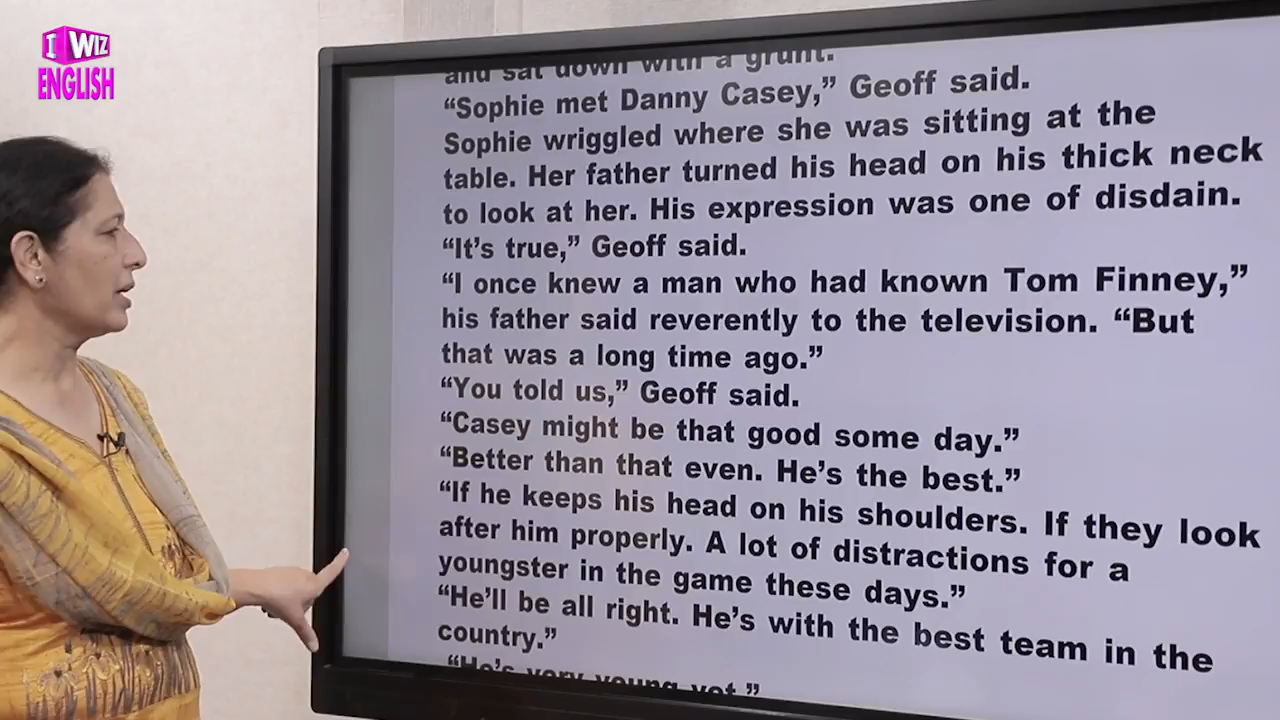 I WIZ
ENGLISH
and sat down with a grunt.
“Sophie met Danny Casey,” Geoff said.
Sophie wriggled where she was sitting at the
table. Her father turned his head on his thick neck
to look at her. His expression was one of disdain.
“It’s true,” Geoff said.
“I once knew a man who had known Tom Finney,”
his father said reverently to the television. “But
that was a long time ago.”
“You told us,” Geoff said.
“Casey might be that good some day.”
“Better than that even. He’s the best.”
“If he keeps his head on his shoulders. If they look
after him properly. A lot of distractions for a
youngster in the game these days.”
“He’ll be all right. He’s with the best team in the
country.”
“He’s very young yet.”